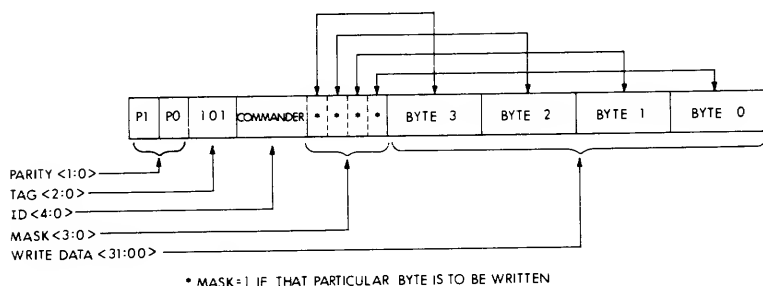 P1 P0 101 COMMANDER * * * * BYTE 3 BYTE 2 BYTE 1 BYTE 0
PARITY <1:0>
TAG <2:0>
ID <4:0>
MASK <3:0>
WRITE DATA <31:00>
* MASK=1 IF THAT PARTICULAR BYTE IS TO BE WRITTEN